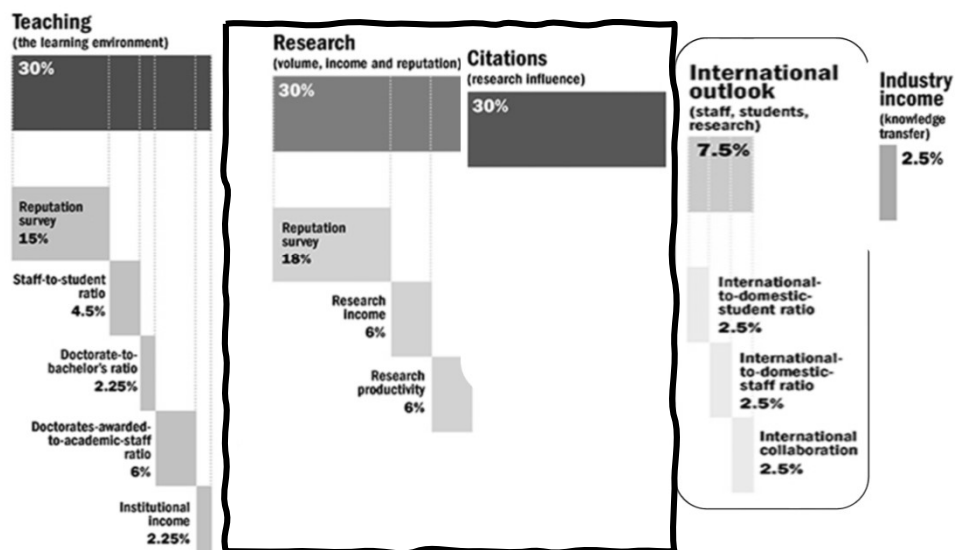 Teaching
(the learning environment)
30%
Reputation
survey
15%
Staff-to-student
ratio
4.5%
Doctorate-to-
bachelor's ratio
2.25%
Doctorates-awarded-
to-academic-staff
ratio
6%
Institutional
income
2.25%
Research
(volume, income and reputation)
30%
Reputation
survey
18%
Research
income
6%
Research
productivity
6%
Citations
(research influence)
30%
International
outlook
(staff, students,
research)
7.5%
International-
to-domestic-
student ratio
2.5%
International-
to-domestic-
staff ratio
2.5%
International
collaboration
2.5%
Industry
income
(knowledge
transfer)
2.5%